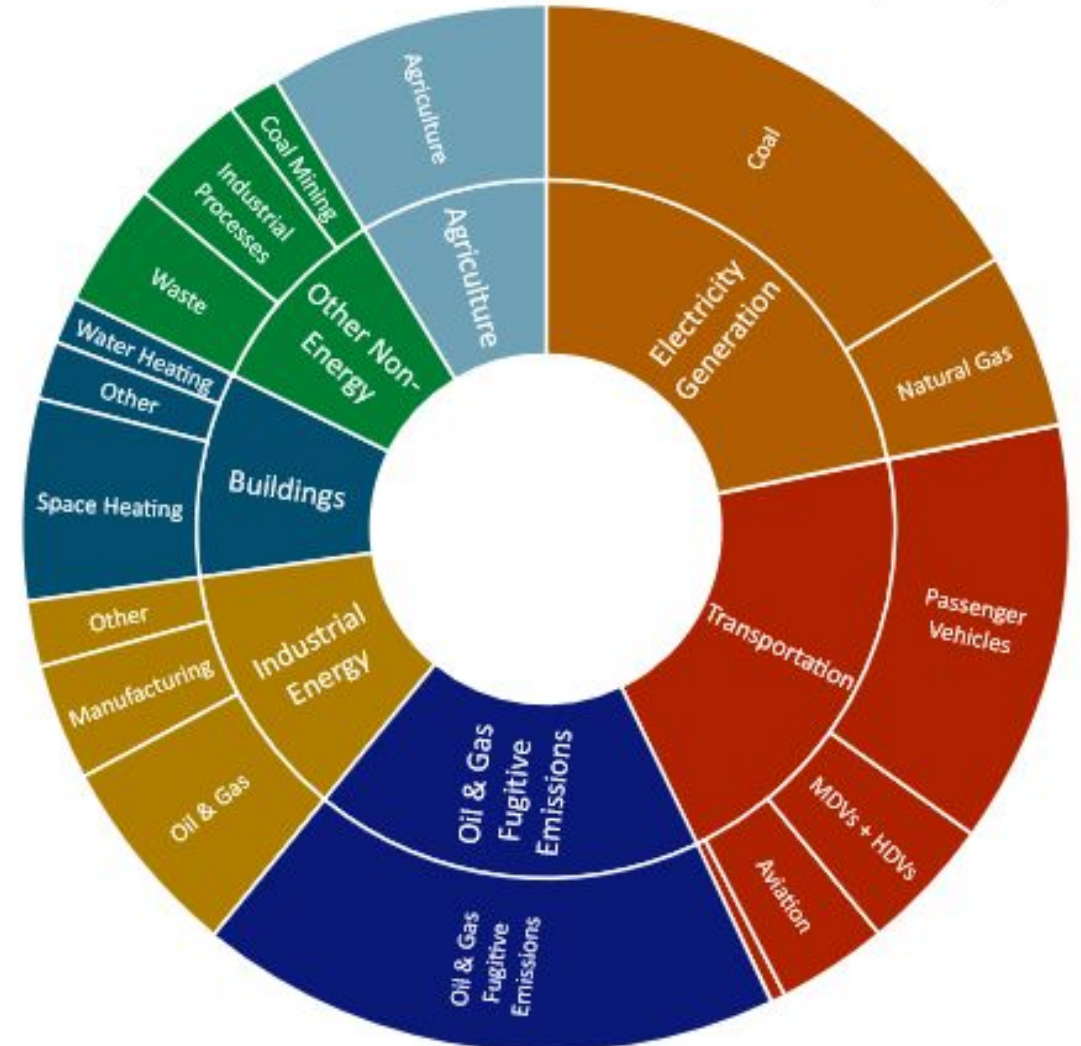 Coal
Natural Gas
Electricity
Generation
Passenger
Vehicles
MDVs + HDVs
Aviation
Transportation
Oil & Gas
Fugitive
Emissions
Oil & Gas
Fugitive
Emissions
Oil & Gas
Manufacturing
Other
Industrial
Energy
Space Heating
Other
Water Heating
Buildings
Waste
Industrial
Processes
Coal Mining
Other Non-
Energy
Agriculture
Agriculture